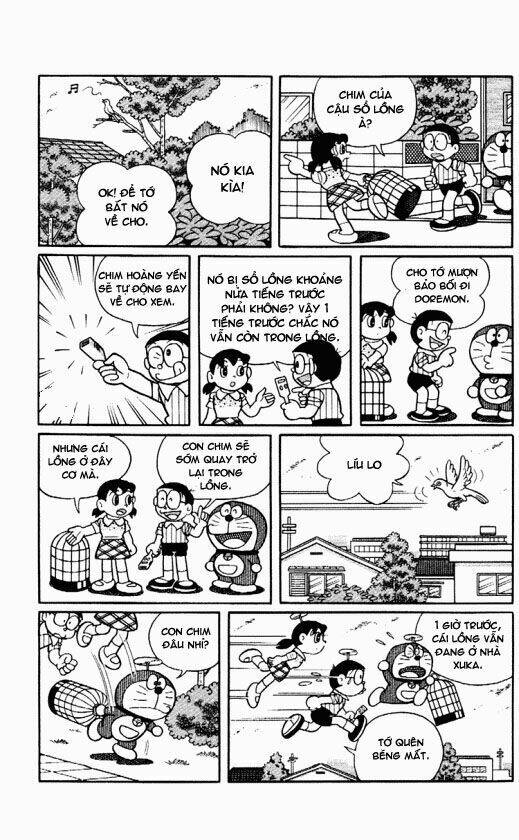 CHIM CỦA
CẬU SỔ LỒNG
À?
NÓ KIA
KÌA!
OK! ĐỂ TỚ
BẮT NÓ
VỀ CHO.
CHO TỚ MƯỢN
BẢO BỐI ĐI
DOREMON.
NÓ BỊ SỔ LỒNG KHOẢNG
NỬA TIẾNG TRƯỚC
PHẢI KHÔNG? VẬY 1
TIẾNG TRƯỚC CHẮC NÓ
VẪN CÒN TRONG LỒNG.
CHIM HOÀNG YẾN
SẼ TỰ ĐỘNG BAY
VỀ CHO XEM.
LÍU LO
CON CHIM SẼ
SỚM QUAY TRỞ
LẠI TRONG
LỒNG.
NHƯNG CÁI
LỒNG Ở ĐÂY
CƠ MÀ.
1 GIỜ TRƯỚC,
CÁI LỒNG VẪN
ĐANG Ở NHÀ
XUKA.
TỚ QUÊN
BẾNG MẤT.
CON CHIM
ĐÂU NHỈ?